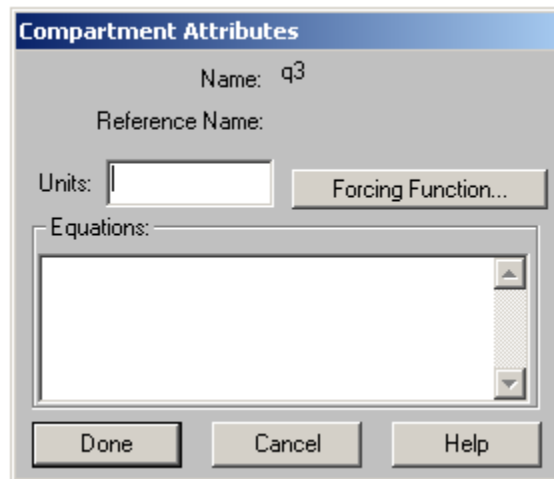 Compartment Attributes
Name: q3
Reference Name:
Units:
Forcing Function...
Equations:
Done Cancel Help